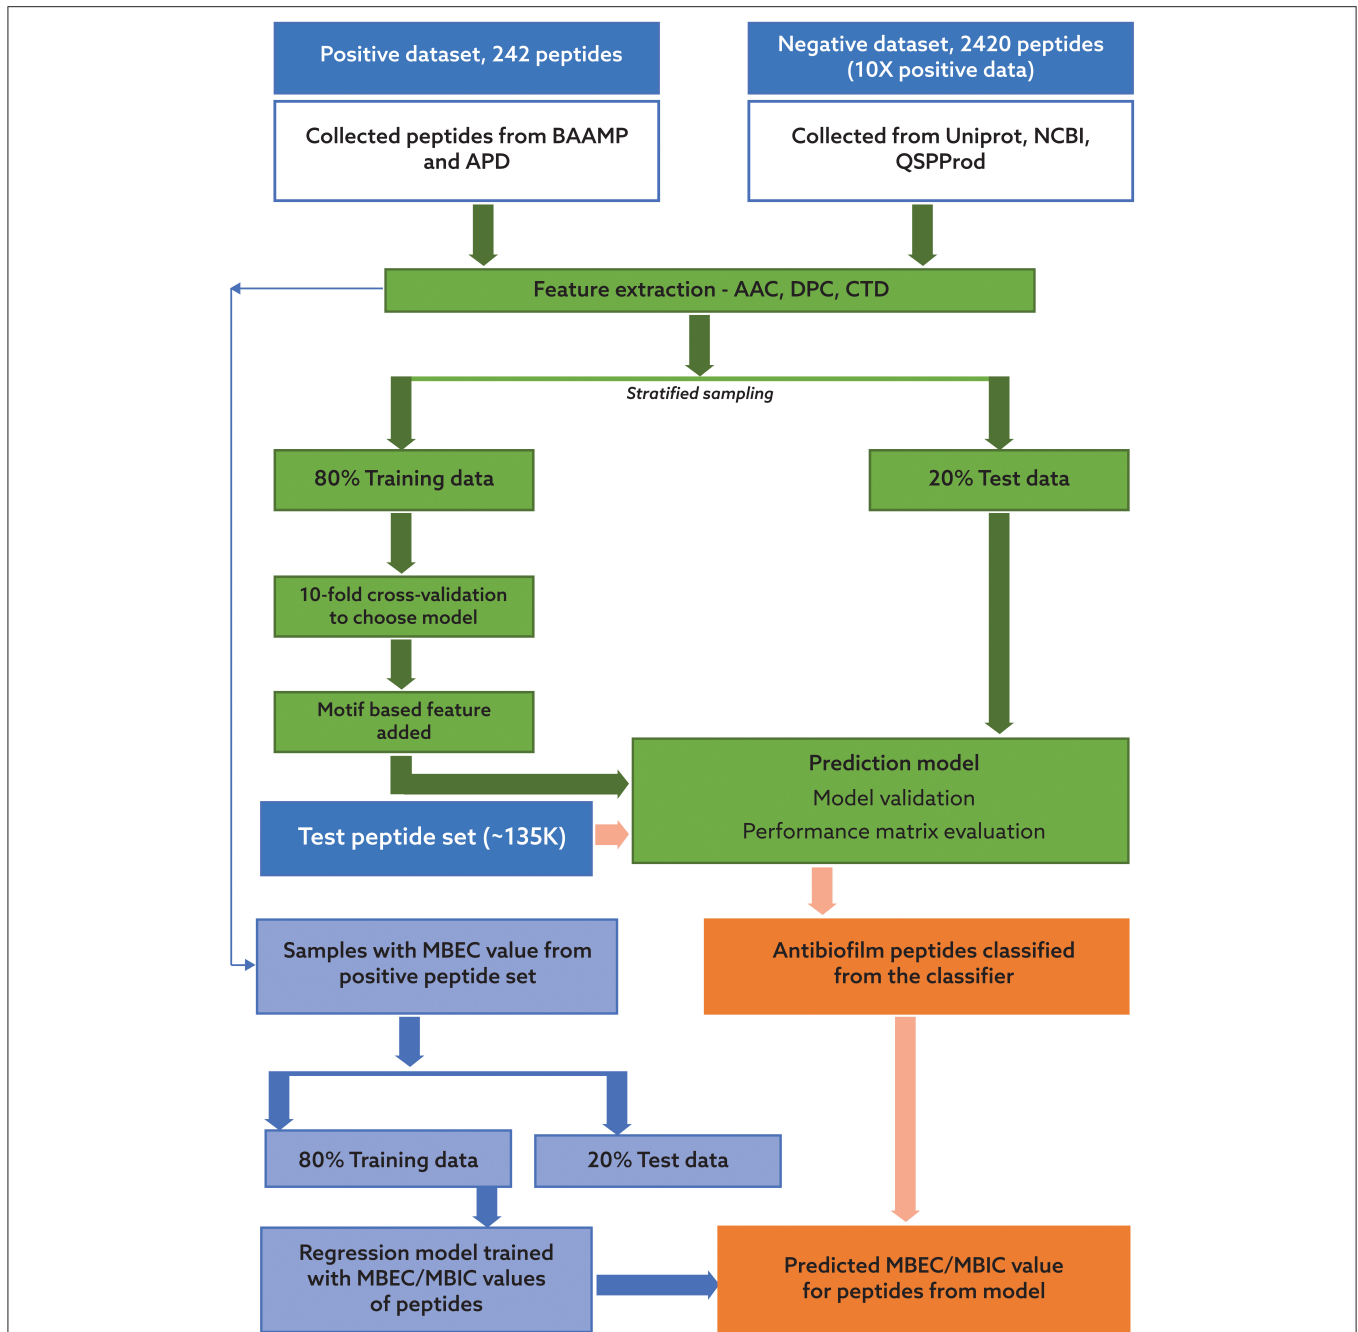 Positive dataset, 242 peptides
Negative dataset, 2420 peptides
(10X positive data)
Collected peptides from BAAMP
and APD
Collected from Uniprot, NCBI,
QSPProd
Feature extraction - AAC, DPC, CTD
Stratified sampling
80% Training data
20% Test data
10-fold cross-validation
to choose model
Motif based feature
added
Prediction model
Model validation
Performance matrix evaluation
Test peptide set (~135K)
Samples with MBEC value from
positive peptide set
Antibiofilm peptides classified
from the classifier
80% Training data
20% Test data
Regression model trained
with MBEC/MBIC values
of peptides
Predicted MBEC/MBIC value
for peptides from model